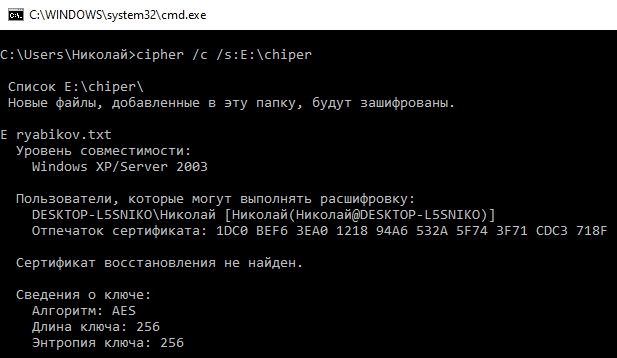 C:\WINDOWS\system32\cmd.exe
C:\Users\Николай>cipher /c /s:E:\chiper
Список E:\chiper\
Новые файлы, добавленные в эту папку, будут зашифрованы.
E ryabikov.txt
Уровень совместимости:
Windows XP/Server 2003
Пользователи, которые могут выполнять расшифровку:
DESKTOP-L5SNIKO\Николай [Николай(Николай@DESKTOP-L5SNIKO)]
Отпечаток сертификата: 1DC0 BEF6 3EA0 1218 94A6 532A 5F74 3F71 CDC3 718F
Сертификат восстановления не найден.
Сведения о ключе:
Алгоритм: AES
Длина ключа: 256
Энтропия ключа: 256